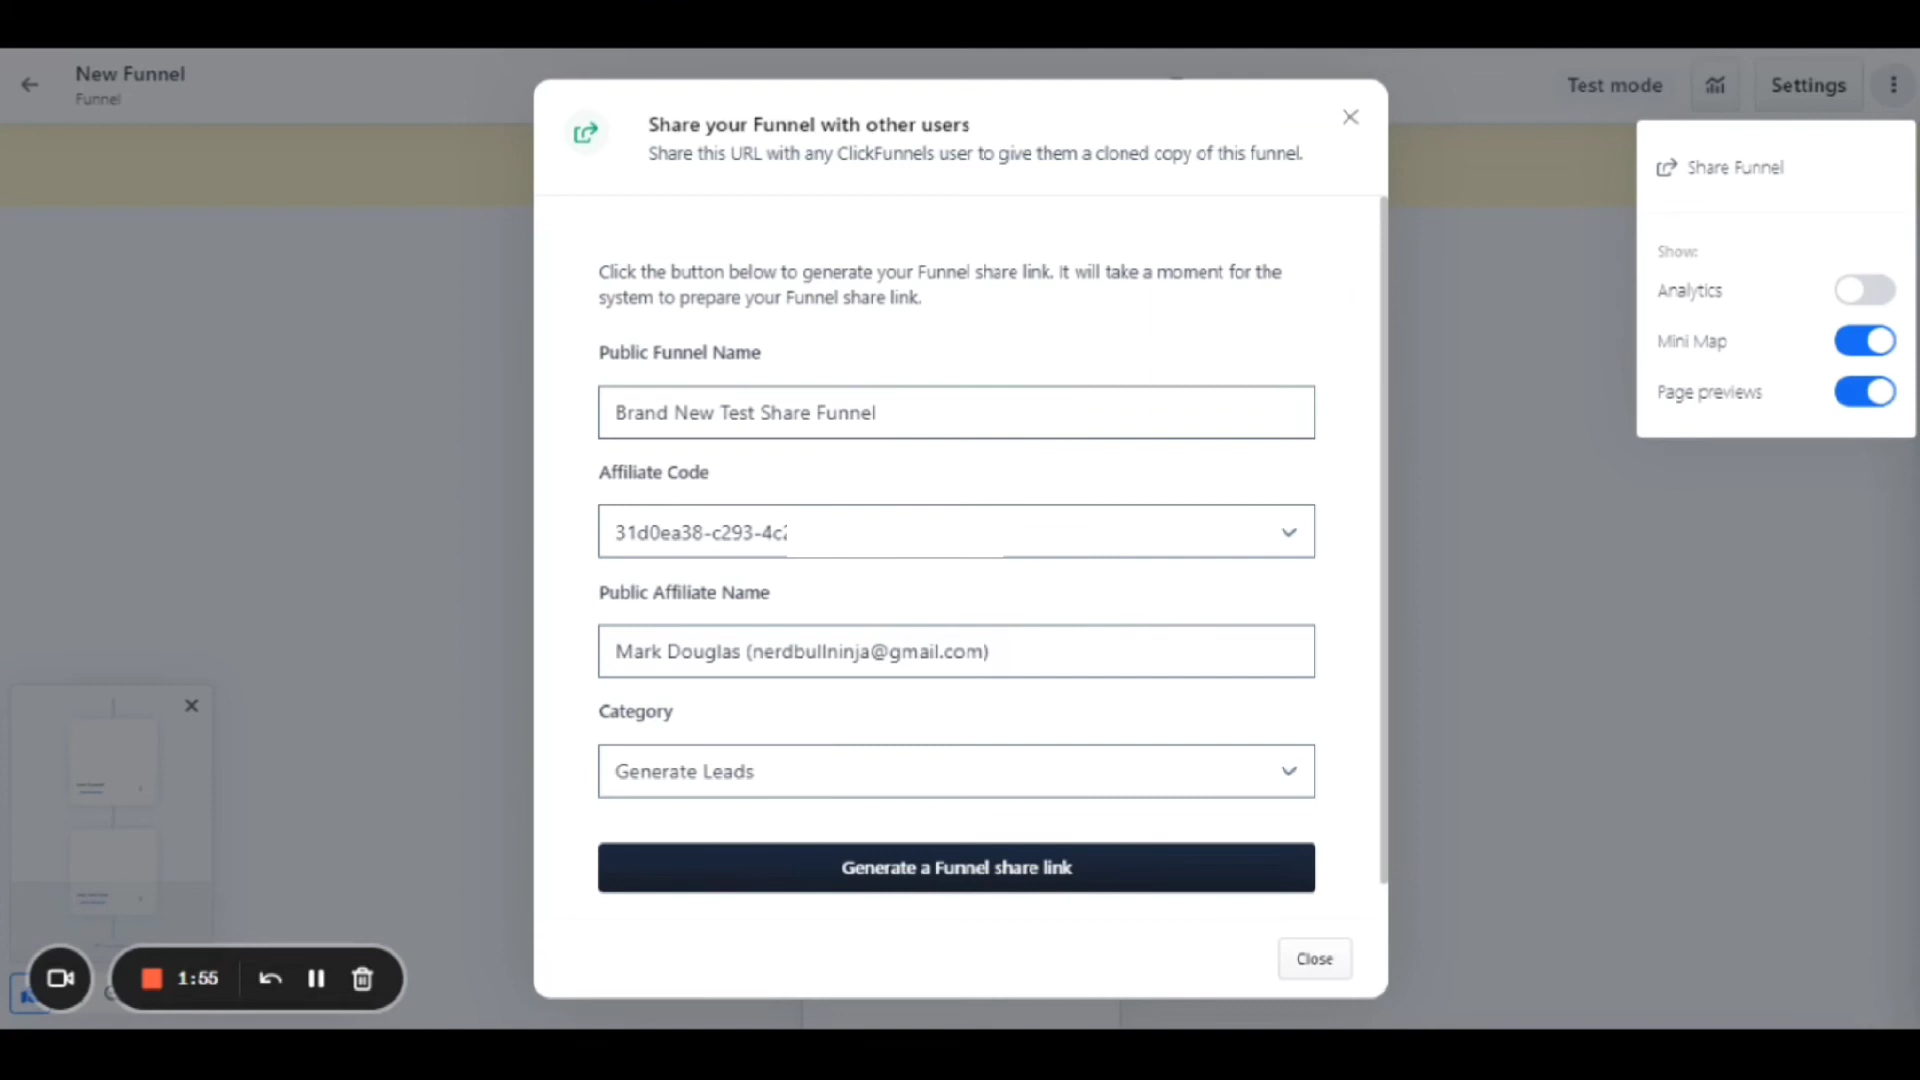 New Funnel
Funnel
Test mode
Settings
Share your Funnel with other users
Share this URL with any ClickFunnels user to give them a cloned copy of this funnel.
Share Funnel
Show:
Analytics
Mini Map
Page previews
Click the button below to generate your Funnel share link. It will take a moment for the
system to prepare your Funnel share link.
Public Funnel Name
Brand New Test Share Funnel
Affiliate Code
31d0ea38-c293-4c2
Public Affiliate Name
Mark Douglas (nerdbullninja@gmail.com)
Category
Generate Leads
Generate a Funnel share link
Close
1:55